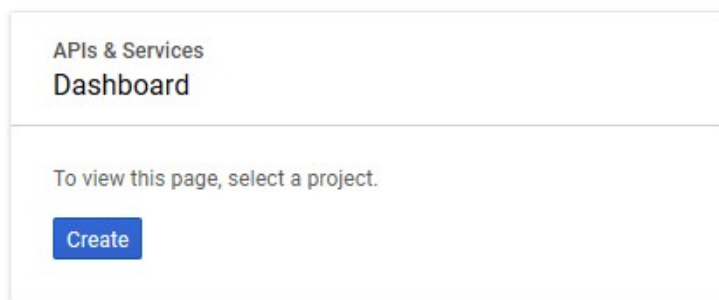 APIs & Services
Dashboard
To view this page, select a project.
Create